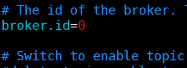 # The id of the broker.
broker.id=0
# Switch to enable topic